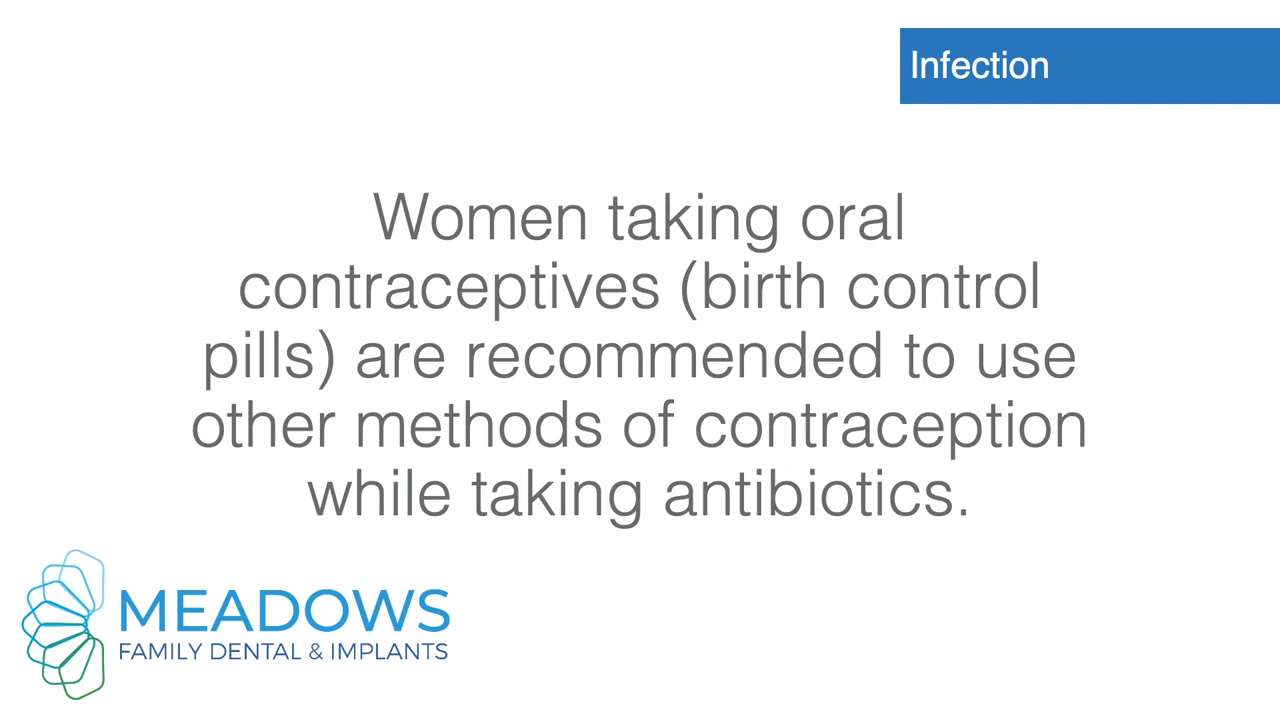 Infection
Women taking oral
contraceptives (birth control
pills) are recommended to use
other methods of contraception
while taking antibiotics.
MEADOWS
FAMILY DENTAL & IMPLANTS